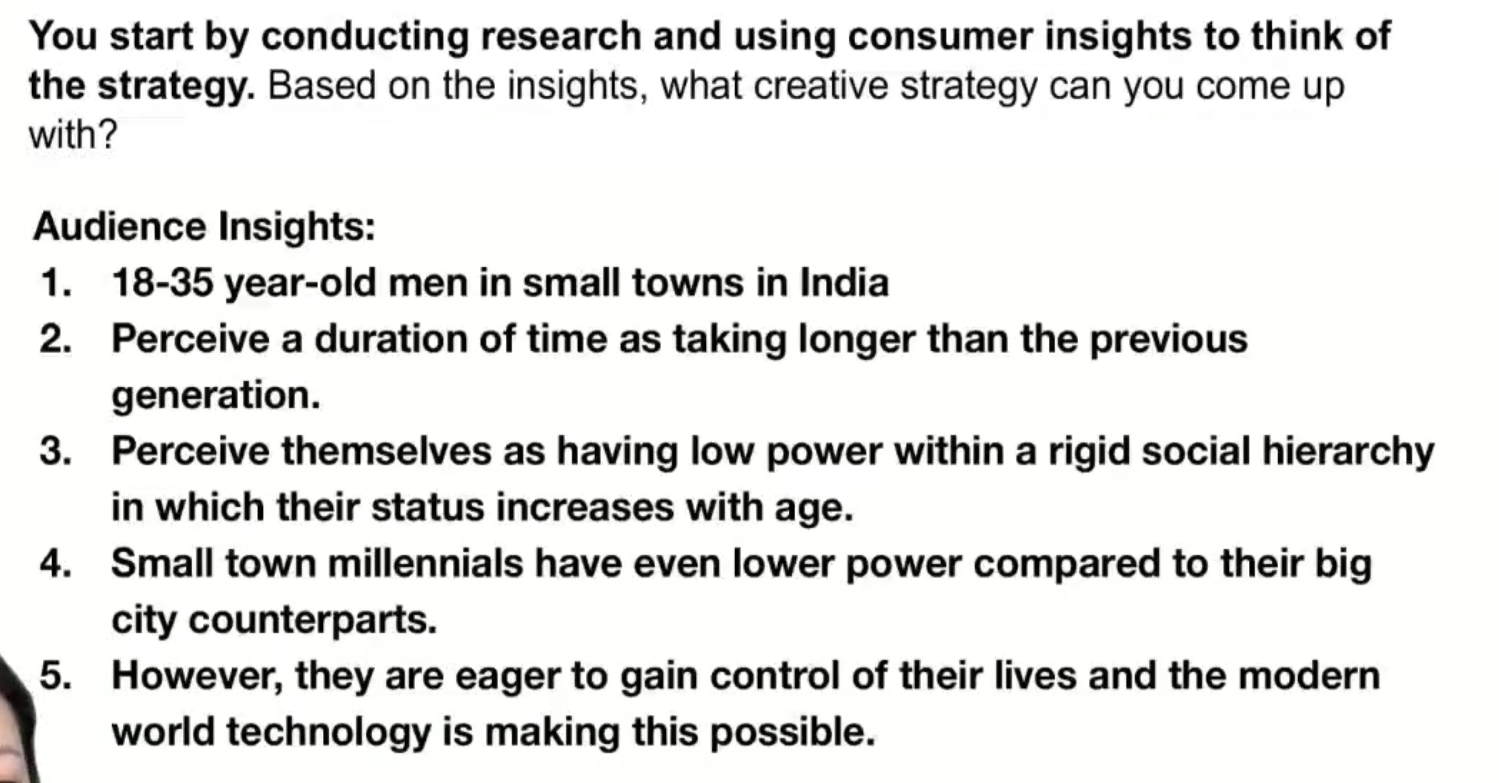 You start by conducting research and using consumer insights to think of
the strategy. Based on the insights, what creative strategy can you come up
with?
Audience Insights:
1. 18-35 year-old men in small towns in India
2. Perceive a duration of time as taking longer than the previous
generation.
3. Perceive themselves as having low power within a rigid social hierarchy
in which their status increases with age.
4. Small town millennials have even lower power compared to their big
city counterparts.
5. However, they are eager to gain control of their lives and the modern
world technology is making this possible.